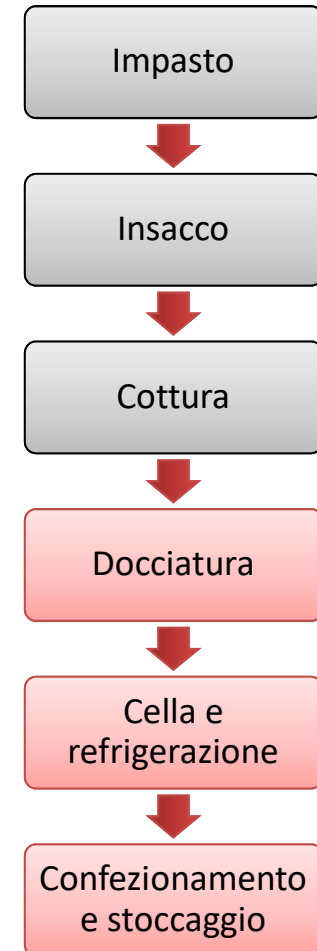 Impasto
Insacco
Cottura
Docciatura
Cella e
refrigerazione
Confezionamento
e stoccaggio